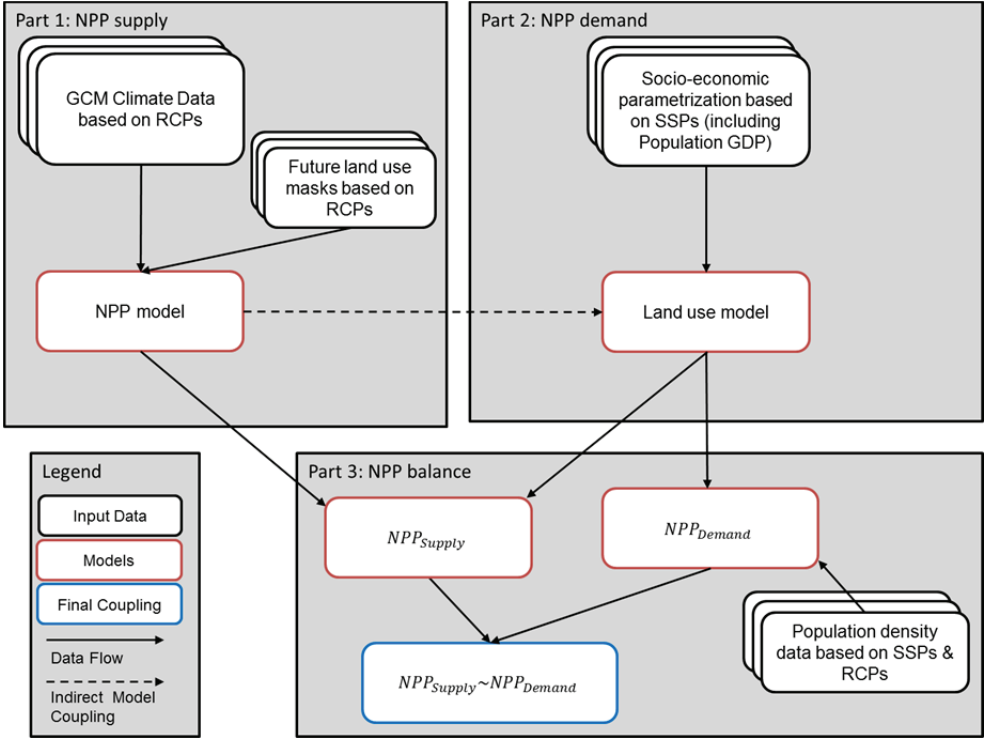 Part 1: NPP supply
GCM Climate Data
based on RCPs
Future land use
masks based on
RCPs
NPP model
Part 2: NPP demand
Socio-economic
parametrization based
on SSPs (including
Population GDP)
Land use model
Legend
Input Data
Models
Final Coupling
Data Flow
Indirect Model
Coupling
Part 3: NPP balance
NPP_Supply
NPP_Demand
Population density
data based on SSPs &
RCPs
NPP_Supply~NPP_Demand